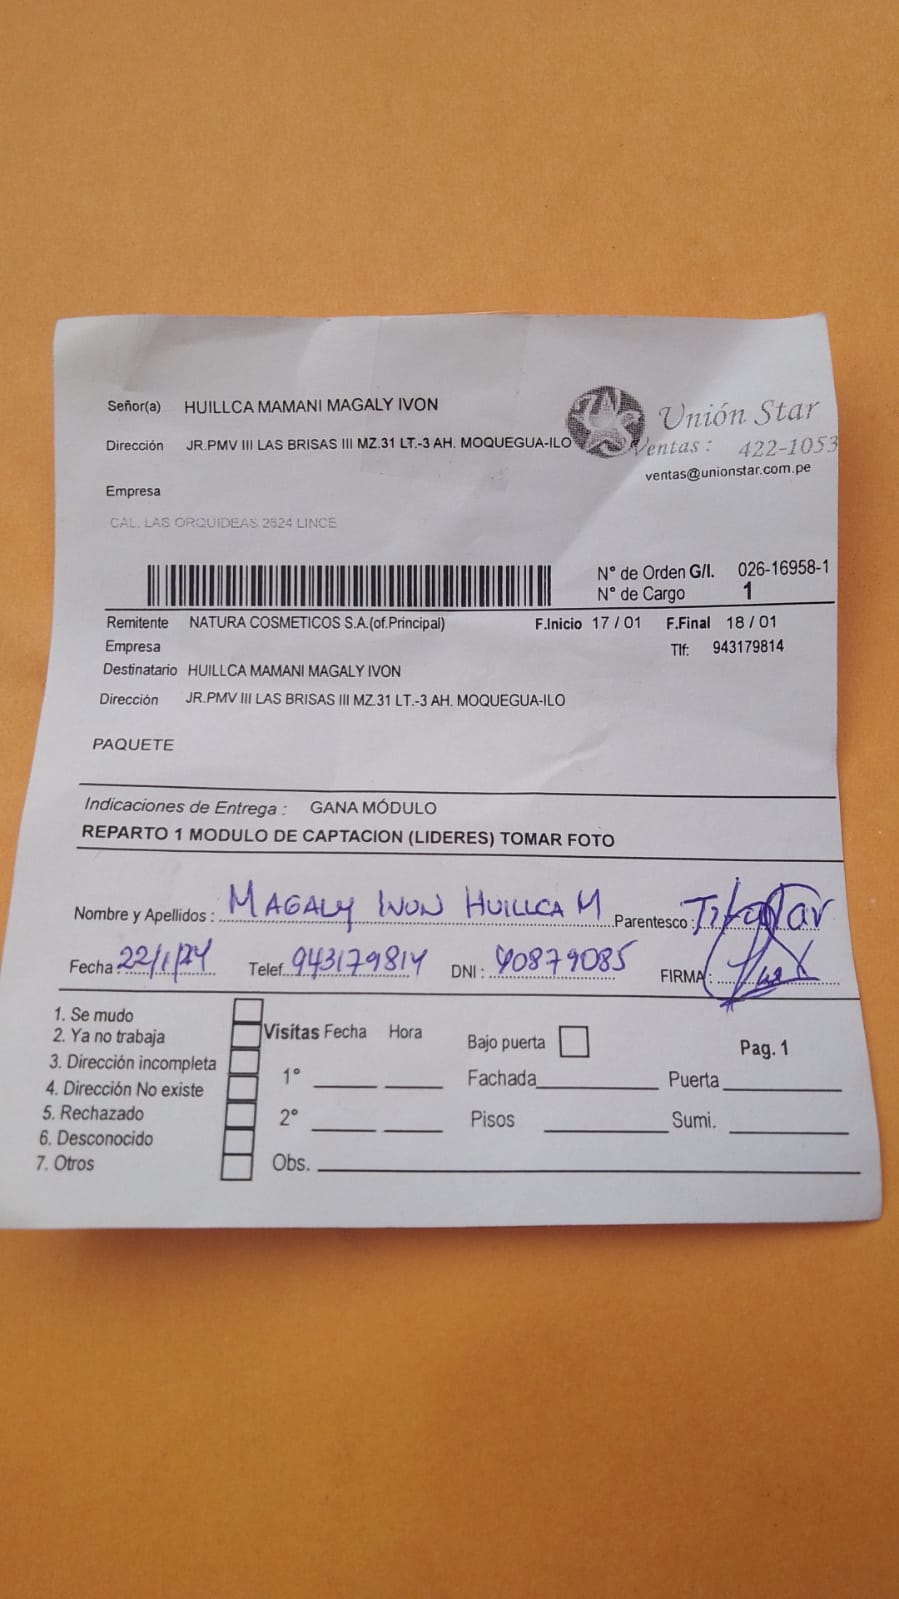 Señor(a) HUILLCA MAMANI MAGALY IVON
Unión Star
Dirección JR.PMV III LAS BRISAS III MZ.31 LT.-3 AH. MOQUEGUA-ILO
Ventas : 422-1053
ventas@unionstar.com.pe
Empresa
CAL. LAS ORQUIDEAS 2624 LINCE
N° de Orden G/I. 026-16958-1
N° de Cargo 1
Remitente NATURA COSMETICOS S.A.(of.Principal) F.Inicio 17 / 01 F.Final 18 / 01
Empresa Tlf: 943179814
Destinatario HUILLCA MAMANI MAGALY IVON
Dirección JR.PMV III LAS BRISAS III MZ.31 LT.-3 AH. MOQUEGUA-ILO
PAQUETE
Indicaciones de Entrega : GANA MÓDULO
REPARTO 1 MODULO DE CAPTACION (LIDERES) TOMAR FOTO
Nombre y Apellidos : MAGALY IVON HUILLCA M Parentesco : Titular
Fecha 22/1/24 Telef. 943179814 DNI : 40879085 FIRMA :
1. Se mudo
2. Ya no trabaja
3. Dirección incompleta
4. Dirección No existe
5. Rechazado
6. Desconocido
7. Otros
Visitas Fecha Hora Bajo puerta Pag. 1
1° Fachada Puerta
2° Pisos Sumi.
Obs.